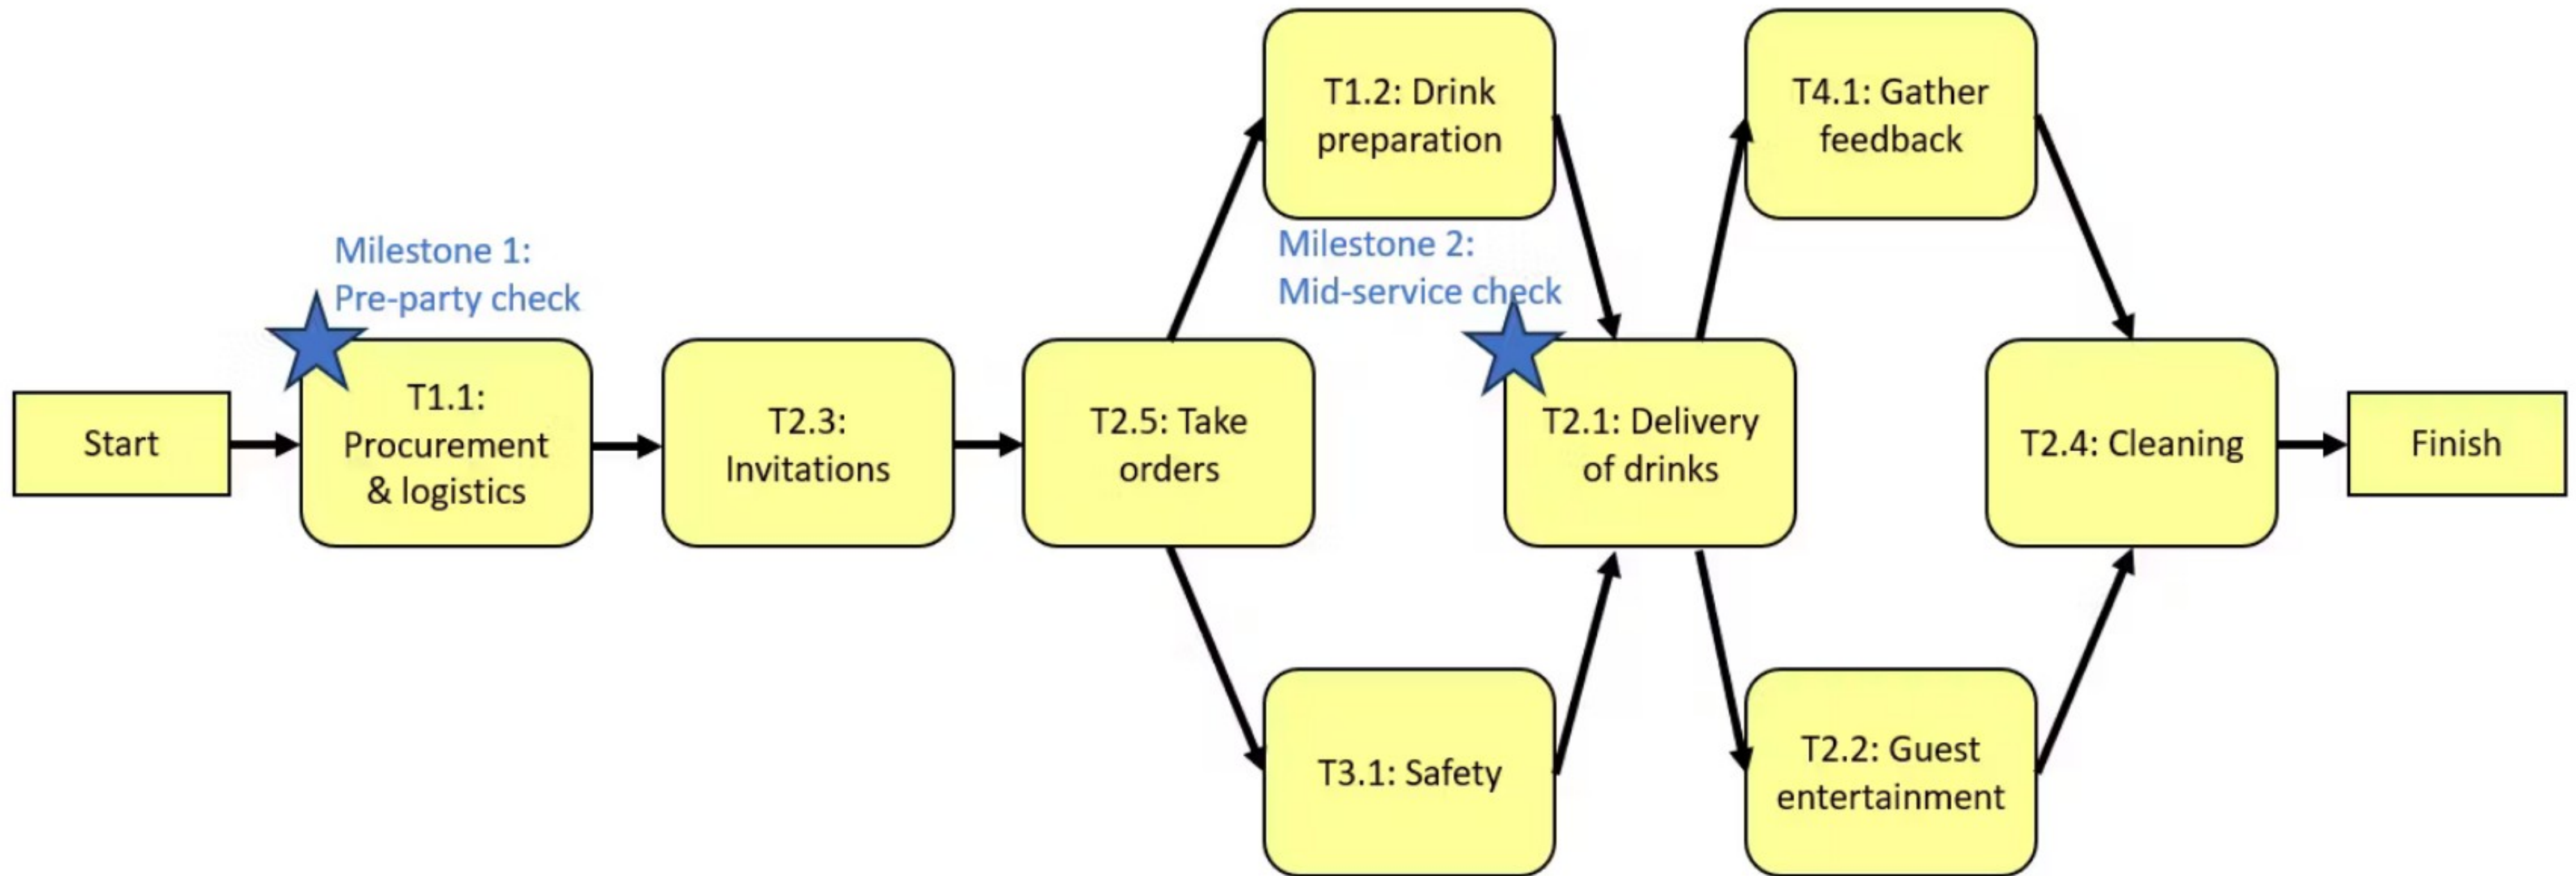 Start
Milestone 1:
Pre-party check
T1.1:
Procurement
& logistics
T2.3:
Invitations
T2.5: Take
orders
T1.2: Drink
preparation
T3.1: Safety
Milestone 2:
Mid-service check
T2.1: Delivery
of drinks
T4.1: Gather
feedback
T2.2: Guest
entertainment
T2.4: Cleaning
Finish